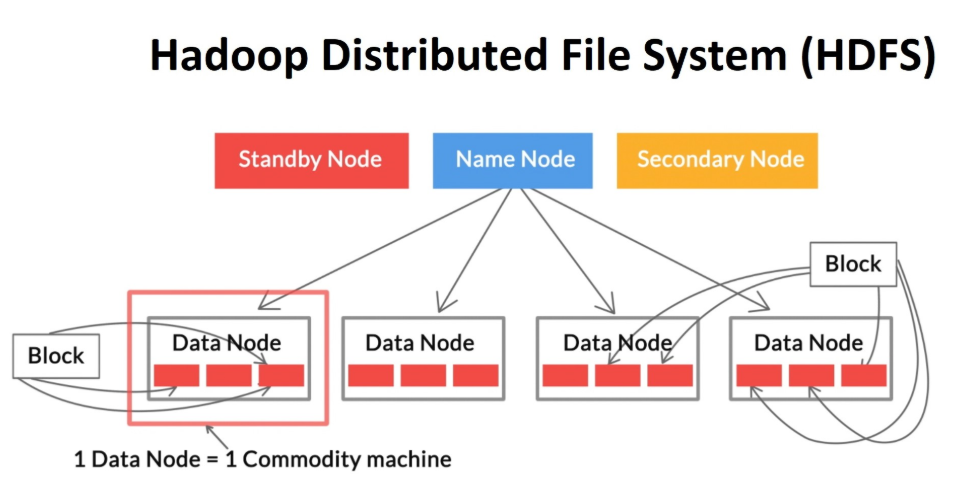 Hadoop Distributed File System (HDFS)
Standby Node
Name Node
Secondary Node
Block
Block
Data Node
Data Node
Data Node
Data Node
1 Data Node = 1 Commodity machine